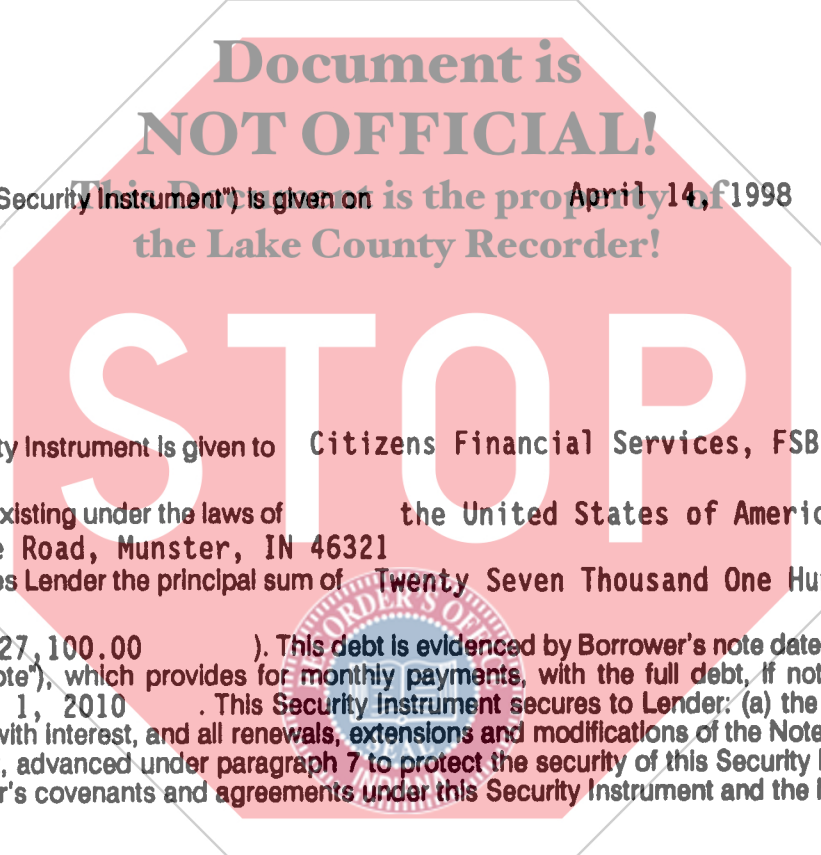 Document is
NOT OFFICIAL!
Security Instrument") is given on April 14, 1998
This Document is the property of
the Lake County Recorder!
STOP
ty Instrument is given to Citizens Financial Services, FSB
xisting under the laws of the United States of Americ
e Road, Munster, IN 46321
es Lender the principal sum of Twenty Seven Thousand One Hu
27,100.00 ). This debt is evidenced by Borrower's note date
ote"), which provides for monthly payments, with the full debt, if not
1, 2010 . This Security Instrument secures to Lender: (a) the
with interest, and all renewals, extensions and modifications of the Note
, advanced under paragraph 7 to protect the security of this Security I
r's covenants and agreements under this Security Instrument and the
RECORDER'S OFFICE
SEAL
INDIANA